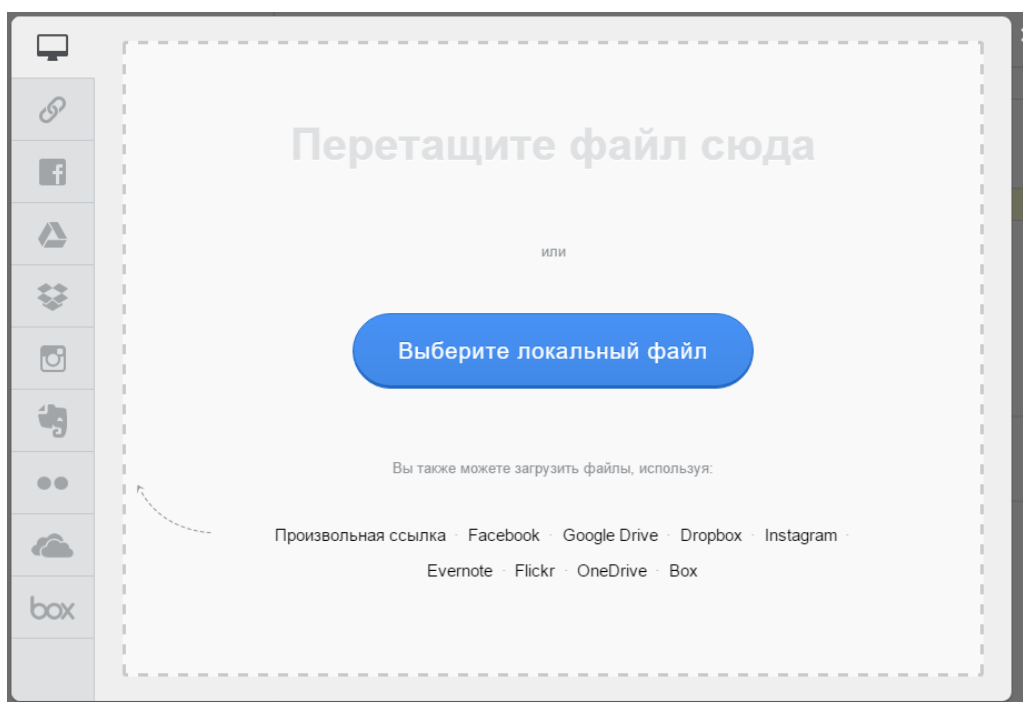 Перетащите файл сюда
или
Выберите локальный файл
Вы также можете загрузить файлы, используя:
Произвольная ссылка · Facebook · Google Drive · Dropbox · Instagram ·
Evernote · Flickr · OneDrive · Box
box